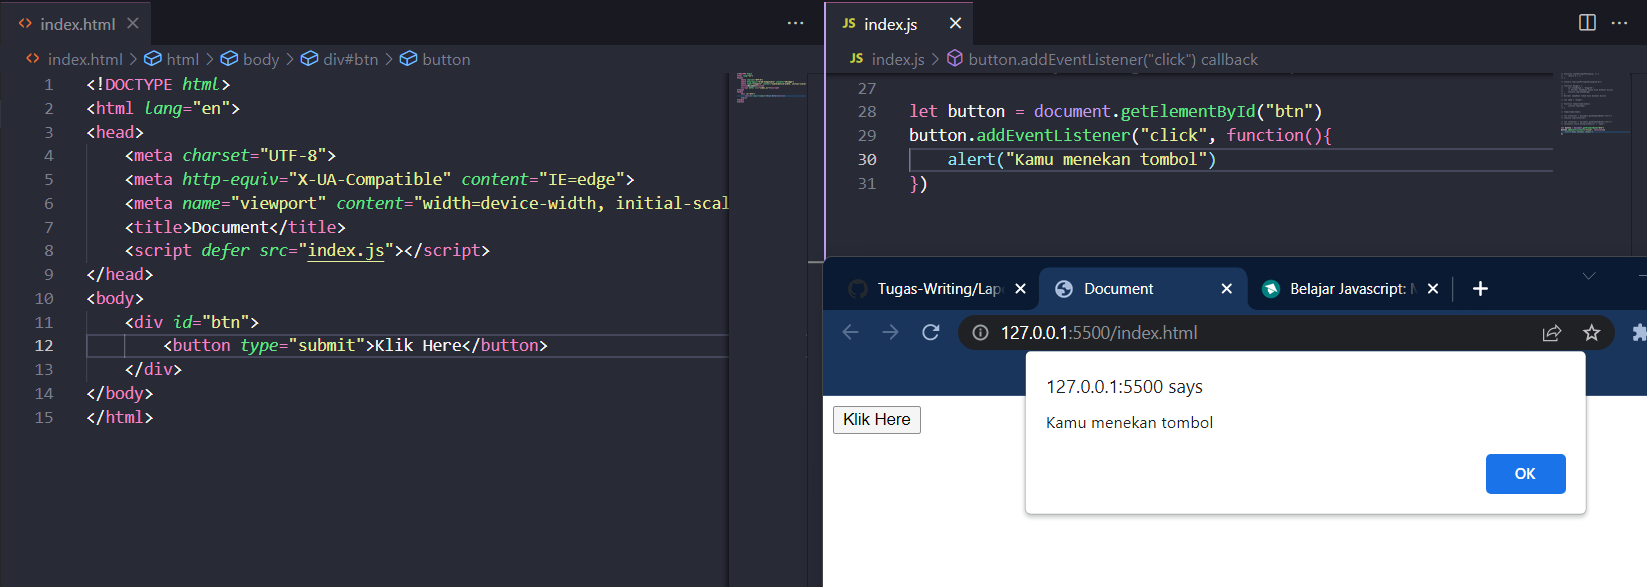 index.html
index.html > html > body > div#btn > button
1 <!DOCTYPE html>
2 <html lang="en">
3 <head>
4 <meta charset="UTF-8">
5 <meta http-equiv="X-UA-Compatible" content="IE=edge">
6 <meta name="viewport" content="width=device-width, initial-scal
7 <title>Document</title>
8 <script defer src="index.js"></script>
9 </head>
10 <body>
11 <div id="btn">
12 <button type="submit">Klik Here</button>
13 </div>
14 </body>
15 </html>
JS index.js
JS index.js > button.addEventListener("click") callback
27
28 let button = document.getElementById("btn")
29 button.addEventListener("click", function(){
30 alert("Kamu menekan tombol")
31 })
Tugas-Writing/Lap
Document
Belajar Javascript:
127.0.0.1:5500/index.html
127.0.0.1:5500 says
Kamu menekan tombol
OK
Klik Here